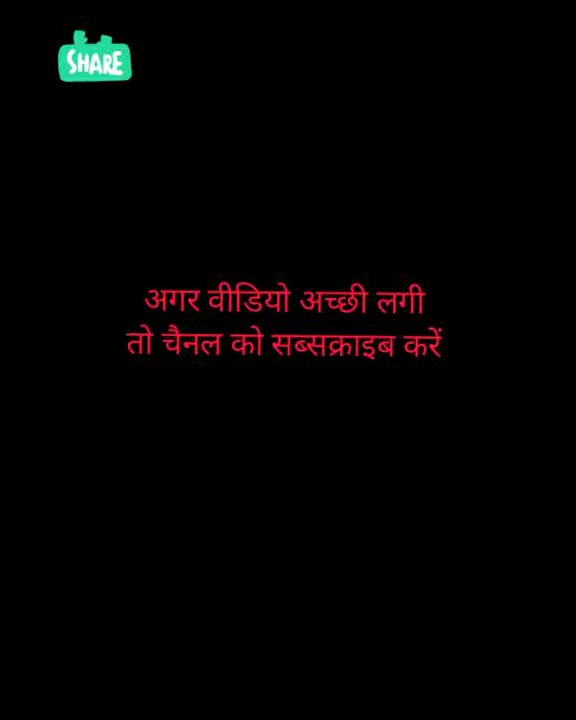 SHARE
अगर वीडियो अच्छी लगी
तो चैनल को सब्सक्राइब करें